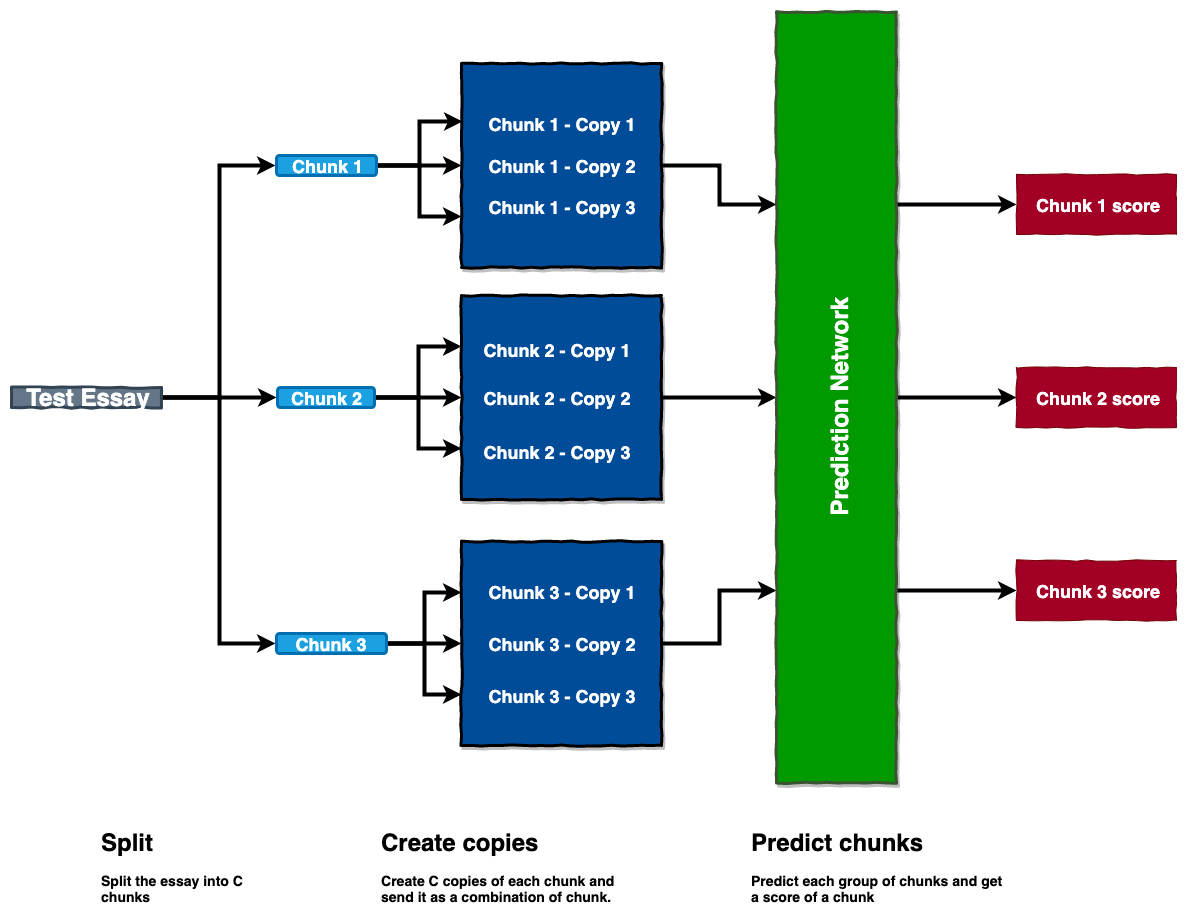 Chunk 1 - Copy 1
Chunk 1
Chunk 1 - Copy 2
Chunk 1 - Copy 3
Chunk 1 score
Chunk 2 - Copy 1
Test Essay
Chunk 2
Chunk 2 - Copy 2
Prediction Network
Chunk 2 score
Chunk 2 - Copy 3
Chunk 3 - Copy 1
Chunk 3 score
Chunk 3
Chunk 3 - Copy 2
Chunk 3 - Copy 3
Split
Split the essay into C
chunks
Create copies
Create C copies of each chunk and
send it as a combination of chunk.
Predict chunks
Predict each group of chunks and get
a score of a chunk